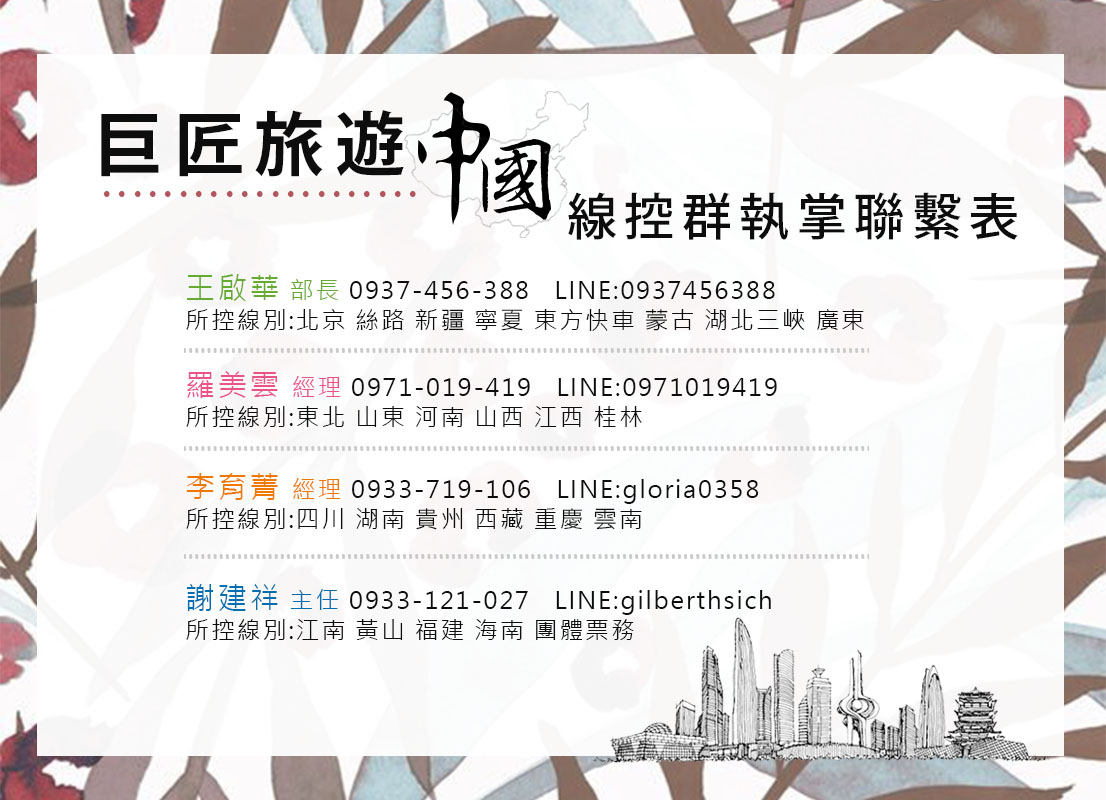 巨匠旅遊中國
線控群執掌聯繫表
王啟華 部長 0937-456-388 LINE:0937456388
所控線別:北京 絲路 新疆 寧夏 東方快車 蒙古 湖北三峽 廣東
羅美雲 經理 0971-019-419 LINE:0971019419
所控線別:東北 山東 河南 山西 江西 桂林
李育菁 經理 0933-719-106 LINE:gloria0358
所控線別:四川 湖南 貴州 西藏 重慶 雲南
謝建祥 主任 0933-121-027 LINE:gilberthsich
所控線別:江南 黃山 福建 海南 團體票務